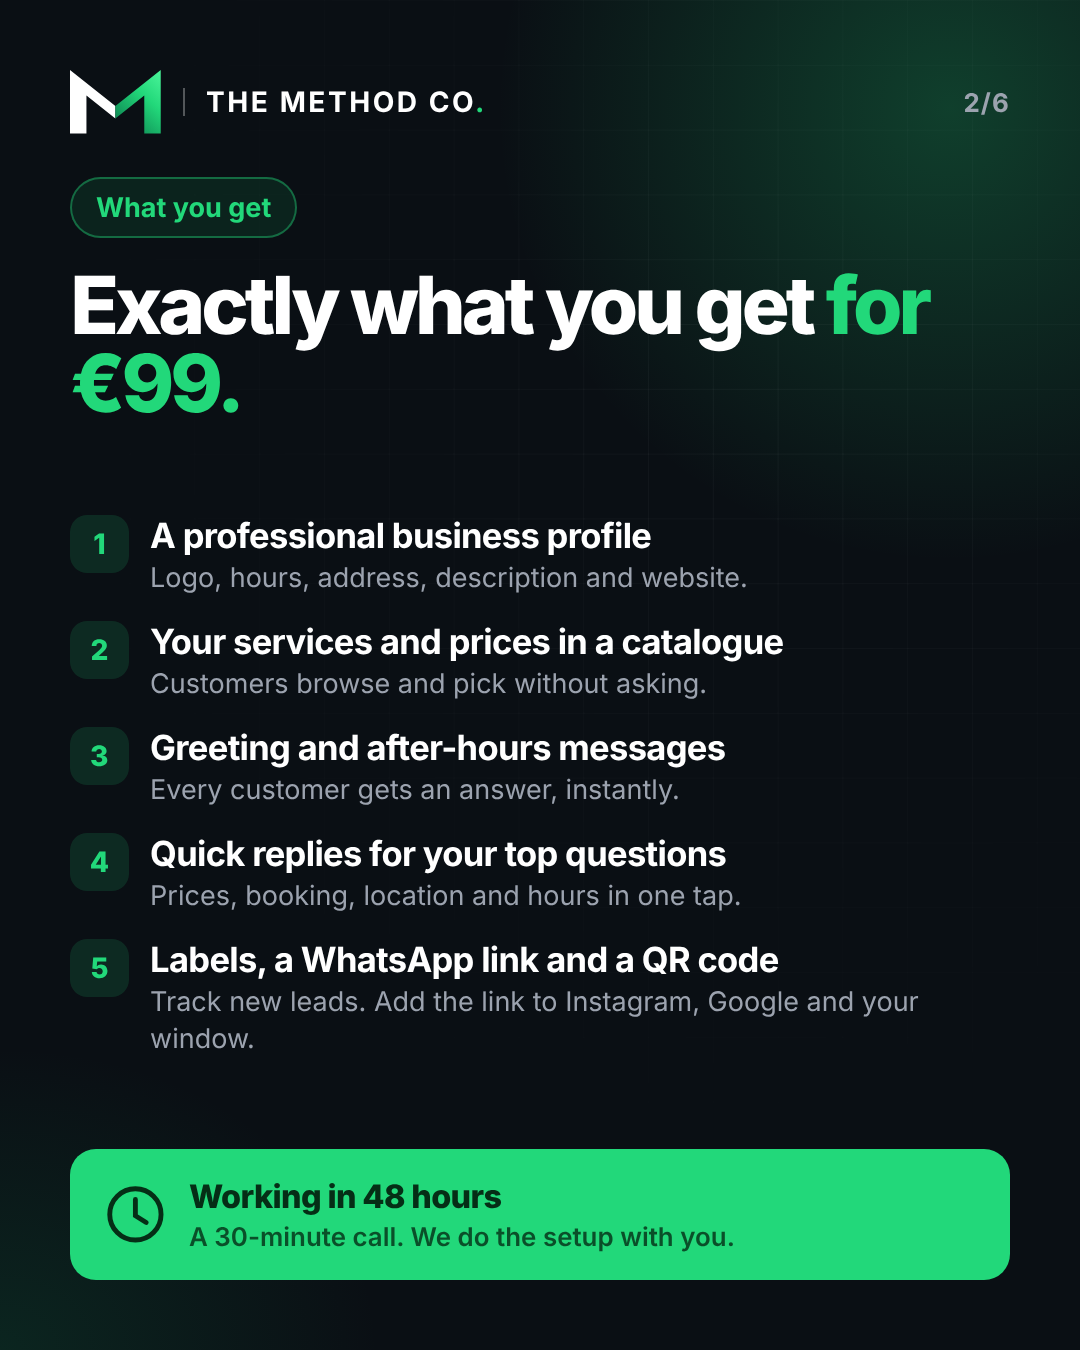 THE METHOD CO.
2/6
What you get
Exactly what you get for
€99.
1
A professional business profile
Logo, hours, address, description and website.
2
Your services and prices in a catalogue
Customers browse and pick without asking.
3
Greeting and after-hours messages
Every customer gets an answer, instantly.
4
Quick replies for your top questions
Prices, booking, location and hours in one tap.
5
Labels, a WhatsApp link and a QR code
Track new leads. Add the link to Instagram, Google and your
window.
Working in 48 hours
A 30-minute call. We do the setup with you.